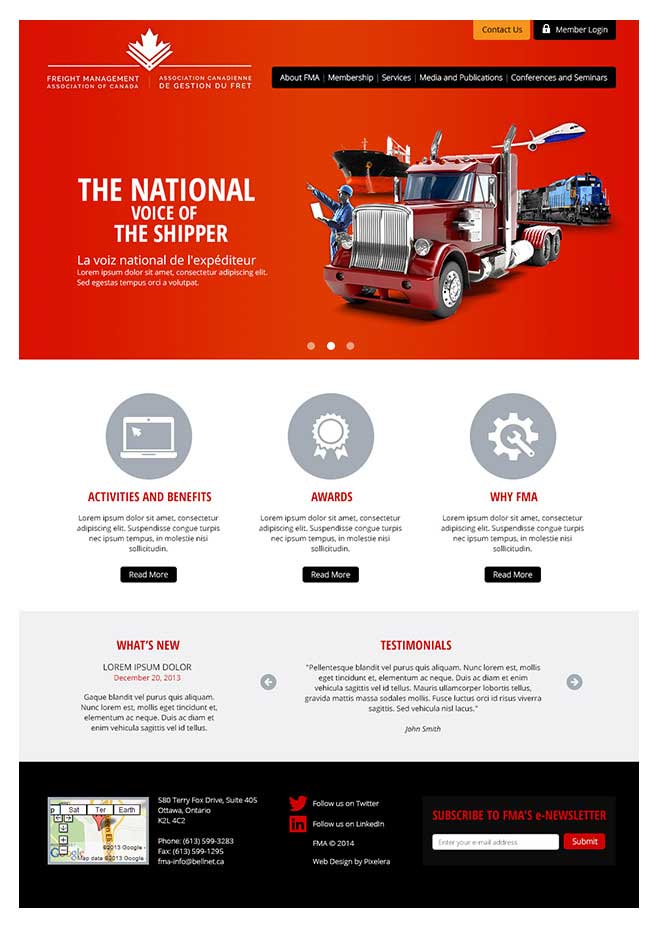 Contact Us
Member Login
FREIGHT MANAGEMENT
ASSOCIATION OF CANADA
ASSOCIATION CANADIENNE
DE GESTION DU FRET
About FMA | Membership | Services | Media and Publications | Conferences and Seminars
THE NATIONAL
VOICE OF
THE SHIPPER
La voiz national de l'expéditeur
Lorem ipsum dolor sit amet, consectetur adipiscing elit.
Sed egestas tempus orci a volutpat.
ACTIVITIES AND BENEFITS
Lorem ipsum dolor sit amet, consectetur
adipiscing elit. Suspendisse congue turpis
nec ipsum tempus, in molestie nisi
sollicitudin.
Read More
AWARDS
Lorem ipsum dolor sit amet, consectetur
adipiscing elit. Suspendisse congue turpis
nec ipsum tempus, in molestie nisi
sollicitudin.
Read More
WHY FMA
Lorem ipsum dolor sit amet, consectetur
adipiscing elit. Suspendisse congue turpis
nec ipsum tempus, in molestie nisi
sollicitudin.
Read More
WHAT'S NEW
LOREM IPSUM DOLOR
December 20, 2013
Gaque blandit vel purus quis aliquam.
Nunc lorem est, mollis eget tincidunt et,
elementum ac neque. Duis ac diam et
enim vehicula sagittis vel id tellus.
TESTIMONIALS
"Pellentesque blandit vel purus quis aliquam. Nunc lorem est, mollis
eget tincidunt et, elementum ac neque. Duis ac diam et enim
vehicula sagittis vel id tellus. Mauris ullamcorper lobortis tellus,
gravida mattis massa sodales mollis. Fusce luctus orci id risus viverra
sagittis. Sed vehicula nisl lacus."
John Smith
p
Sat
Ter
Earth
Google
©2013 Google -
Map data ©2013 Google
580 Terry Fox Drive, Suite 405
Ottawa, Ontario
K2L 4C2
Phone: (613) 599-3283
Fax: (613) 599-1295
fma-info@bellnet.ca
Follow us on Twitter
Follow us on LinkedIn
FMA © 2014
Web Design by Pixelera
SUBSCRIBE TO FMA'S e-NEWSLETTER
Enter your e-mail address
Submit